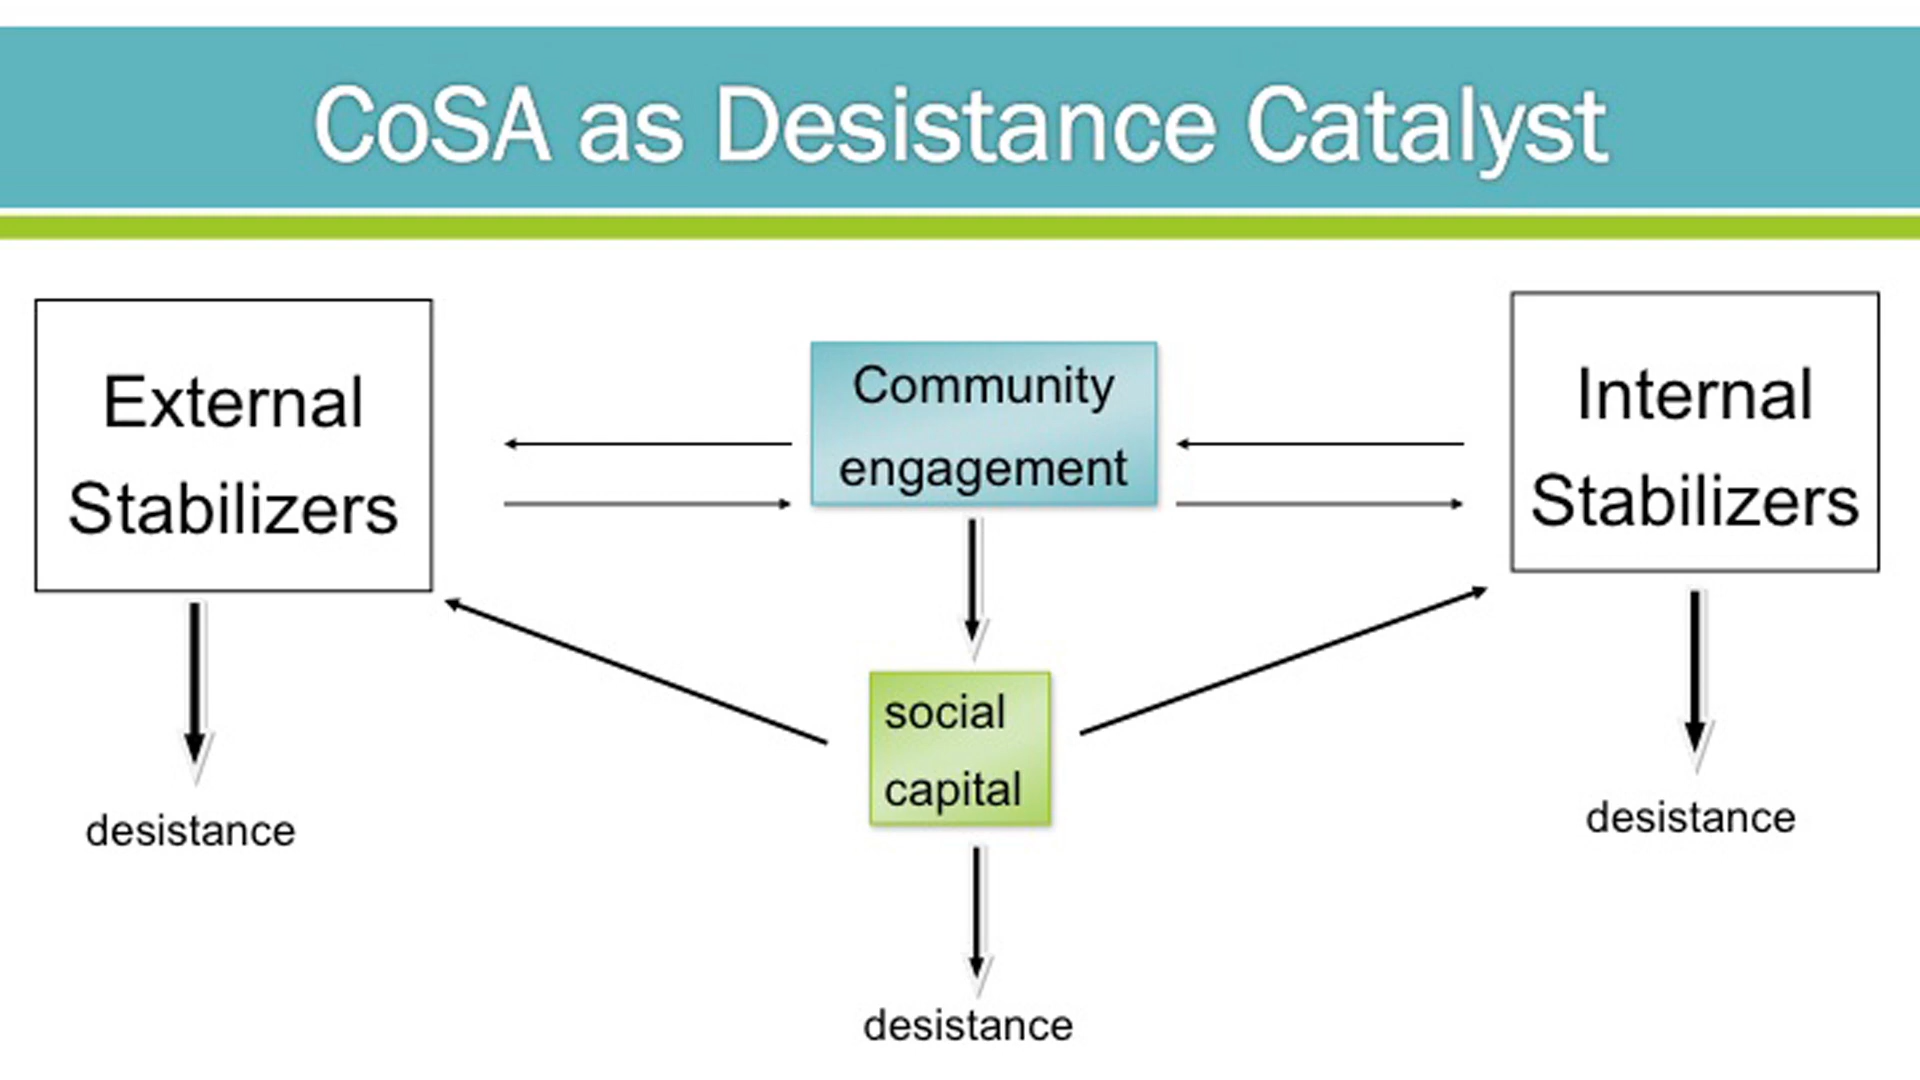 CoSA as Desistance Catalyst
External
Stabilizers
Community
engagement
Internal
Stabilizers
social
capital
desistance
desistance
desistance